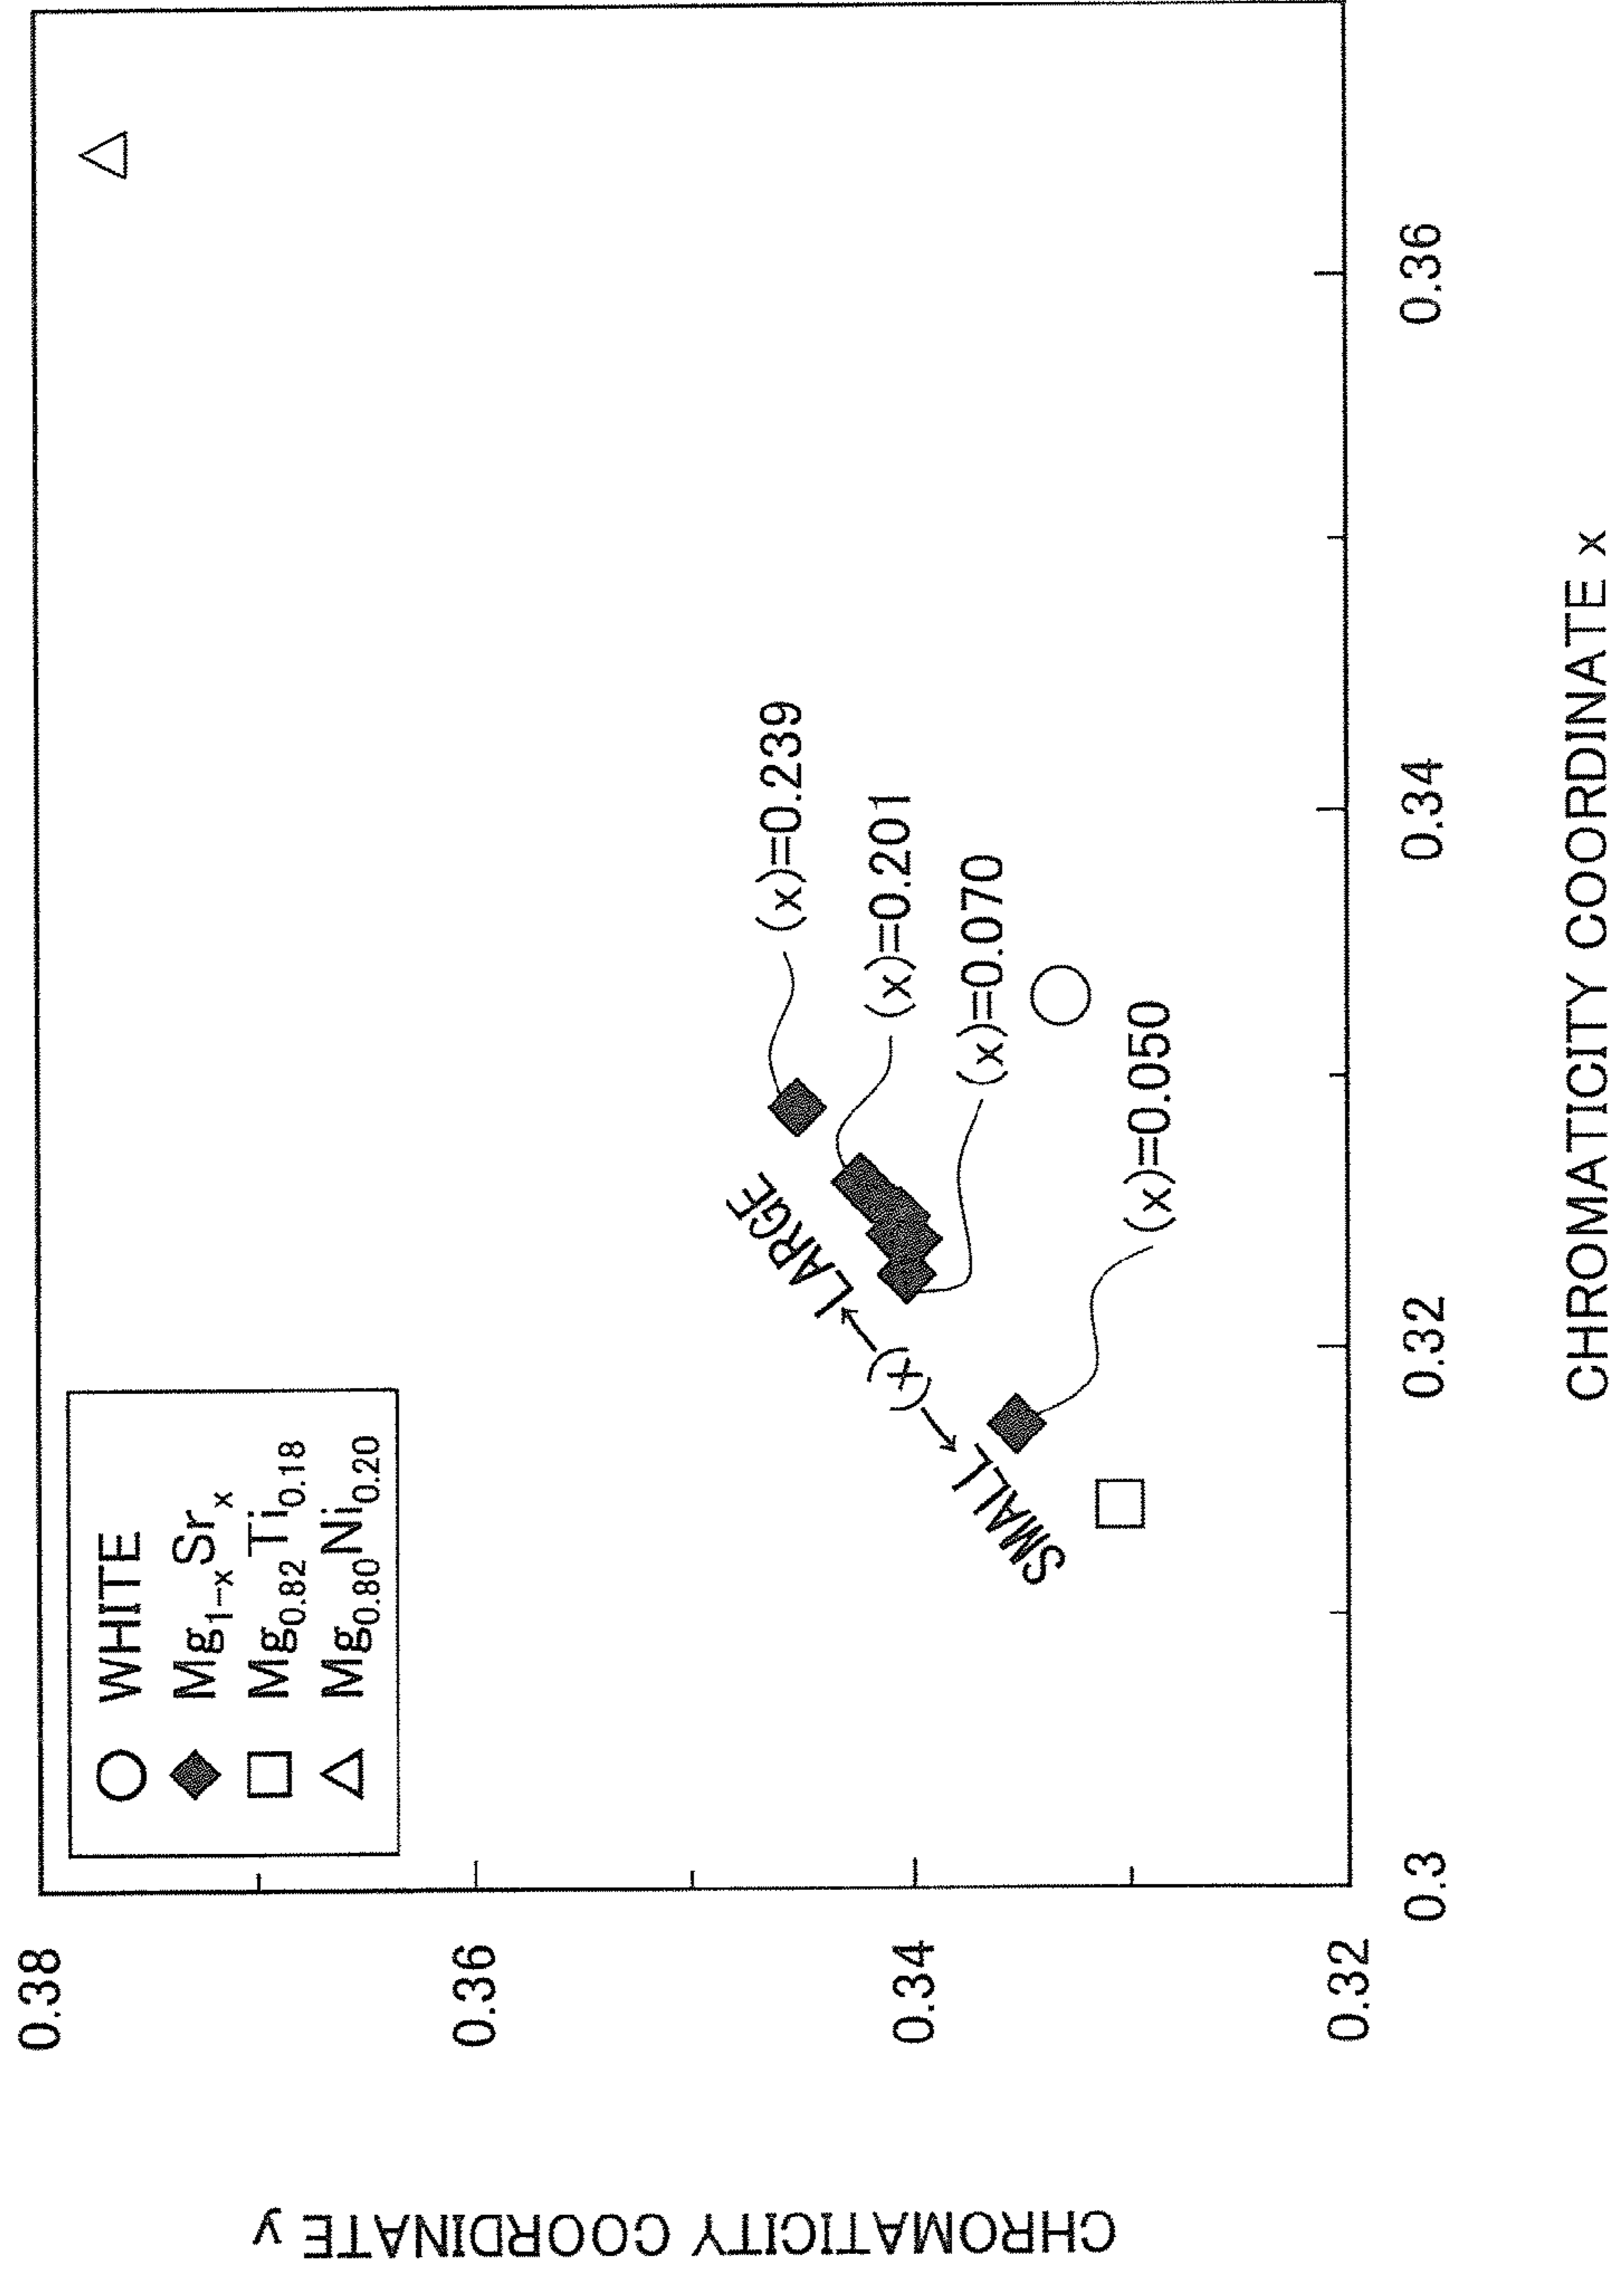 CHROMATICITY COORDINATE y
0.38
0.36
0.34
0.32
WHITE
Mg1−xSrx
Mg0.82Ti0.18
Mg0.80Ni0.20
(x)=0.239
(x)=0.201
(x)=0.070
(x)=0.050
SMALL←(x)→LARGE
0.3
0.32
0.34
0.36
CHROMATICITY COORDINATE x